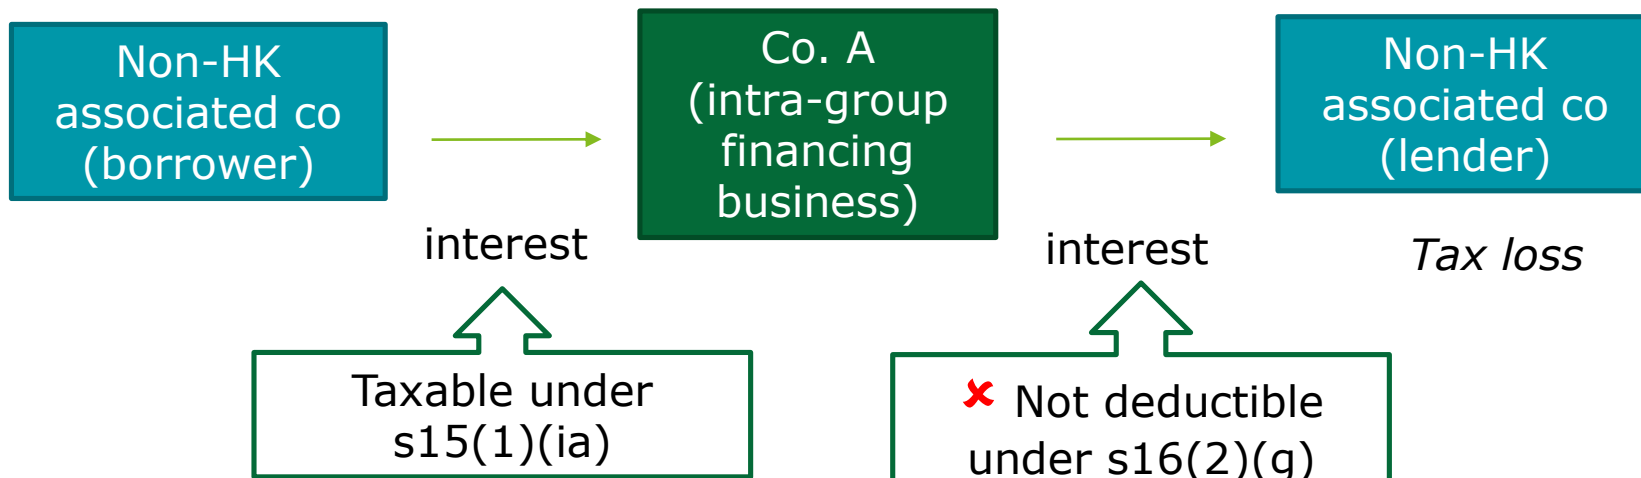 Non-HK
associated co
(borrower)
Co. A
(intra-group
financing
business)
Non-HK
associated co
(lender)
interest
interest
Tax loss
Taxable under
s15(1)(ia)
✘ Not deductible
under s16(2)(g)